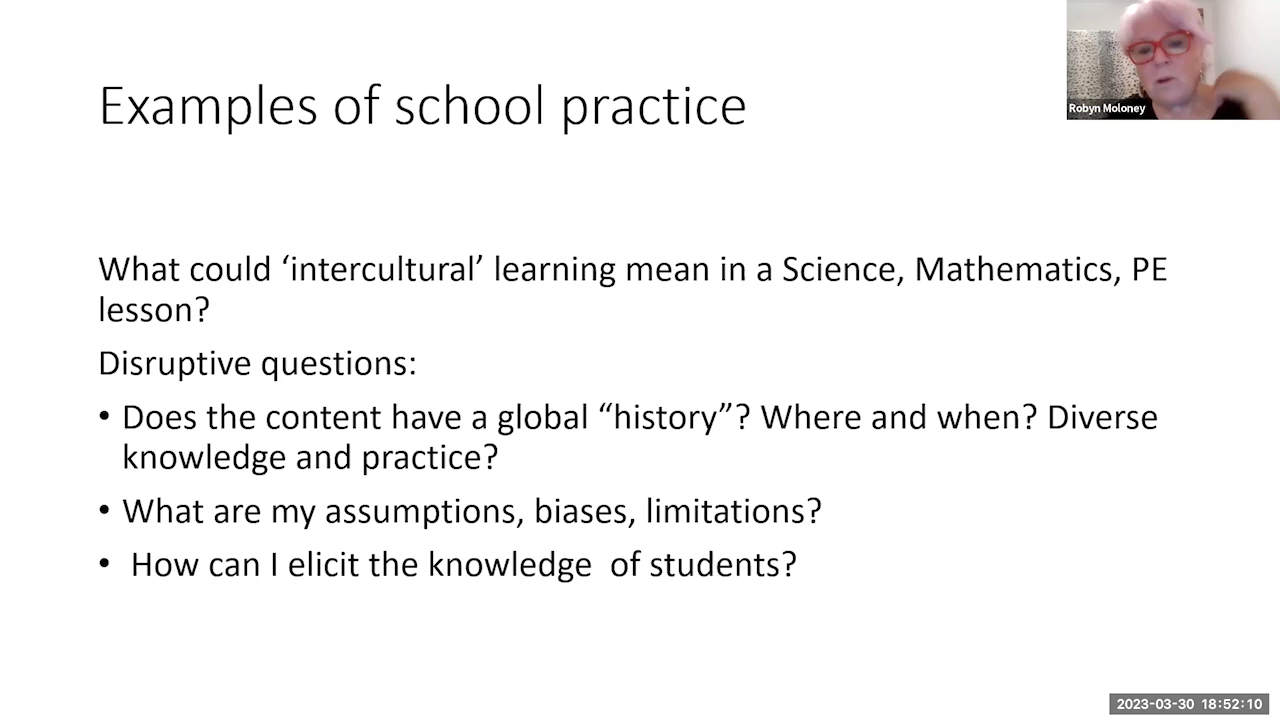 Examples of school practice
Robyn Moloney
What could ‘intercultural’ learning mean in a Science, Mathematics, PE
lesson?
Disruptive questions:
• Does the content have a global “history”? Where and when? Diverse
knowledge and practice?
• What are my assumptions, biases, limitations?
• How can I elicit the knowledge of students?
2023-03-30 18:52:10